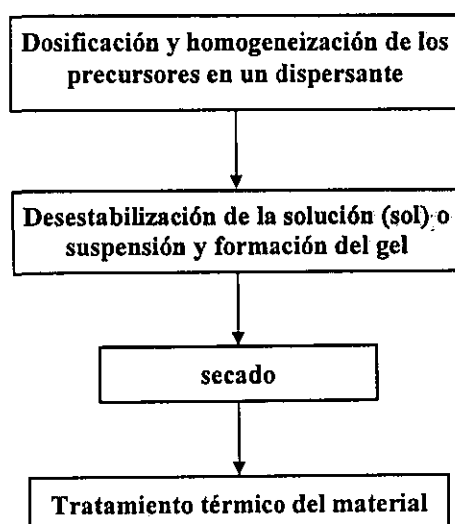 Dosificación y homogeneización de los
precursores en un dispersante
Desestabilización de la solución (sol) o
suspensión y formación del gel
secado
Tratamiento térmico del material